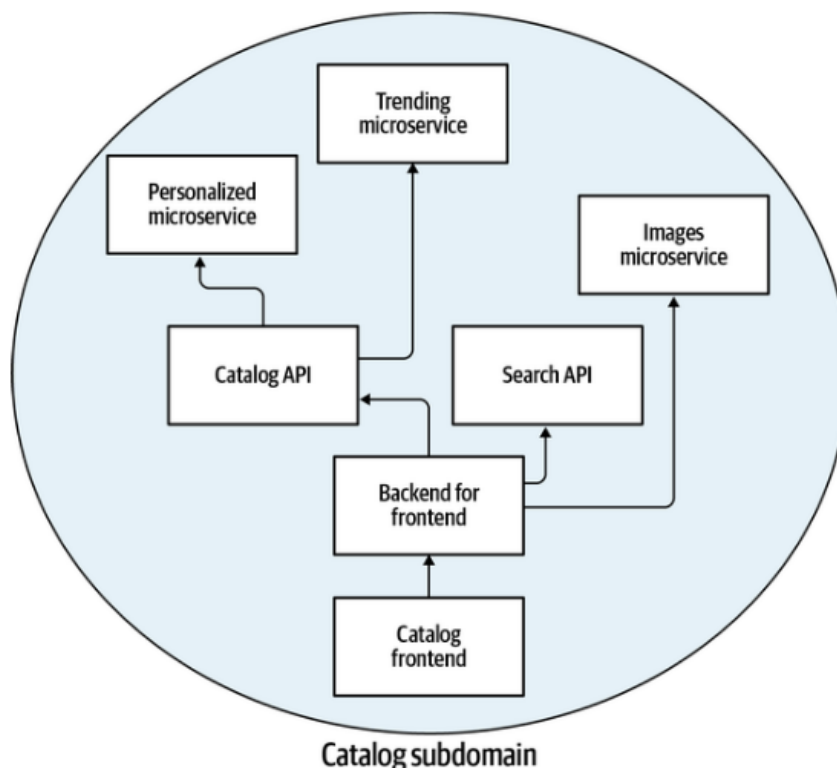 Trending
microservice
Personalized
microservice
Images
microservice
Catalog API
Search API
Backend for
frontend
Catalog
frontend
Catalog subdomain